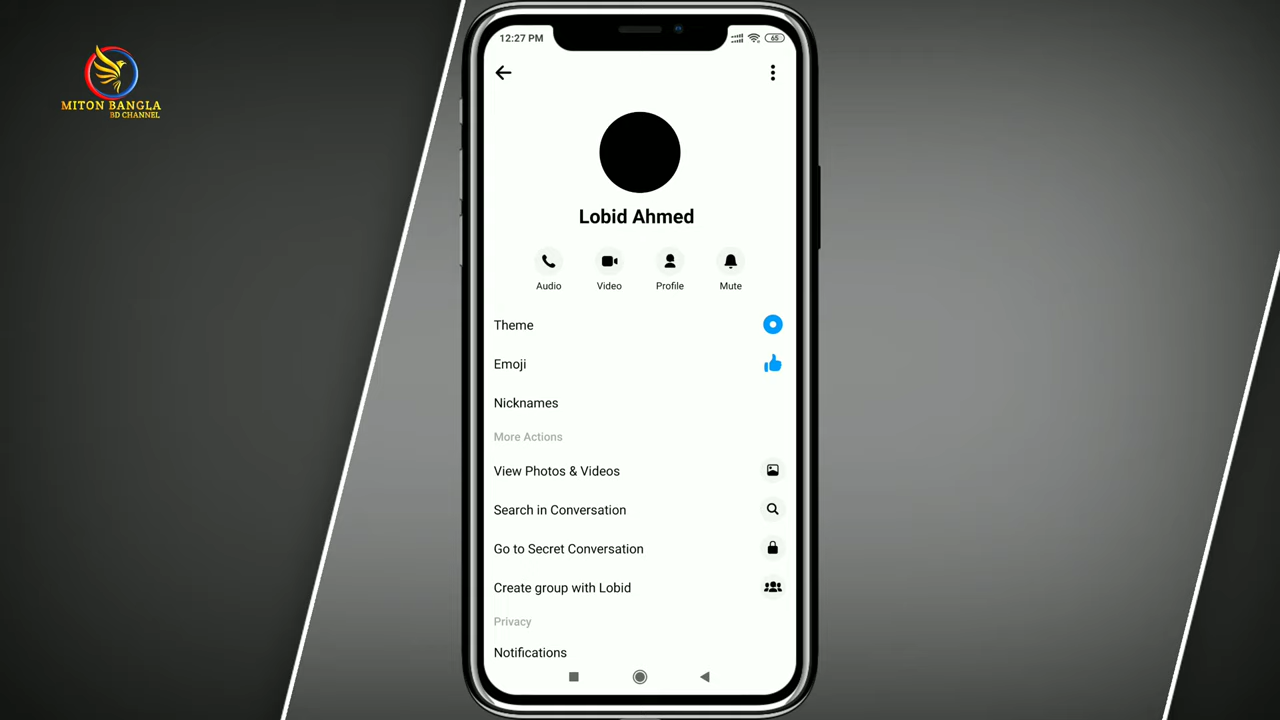 MITON BANGLA
BD CHANNEL
12:27 PM
65
Lobid Ahmed
Audio
Video
Profile
Mute
Theme
Emoji
Nicknames
More Actions
View Photos & Videos
Search in Conversation
Go to Secret Conversation
Create group with Lobid
Privacy
Notifications